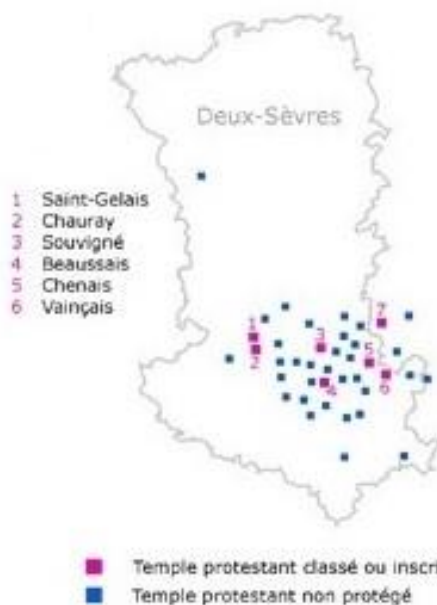 Deux-Sèvres
1 Saint-Gelais
2 Chauray
3 Souvigné
4 Beaussais
5 Chenais
6 Vainçais
1
2
3
7
5
6
4
Temple protestant classé ou inscri
Temple protestant non protégé